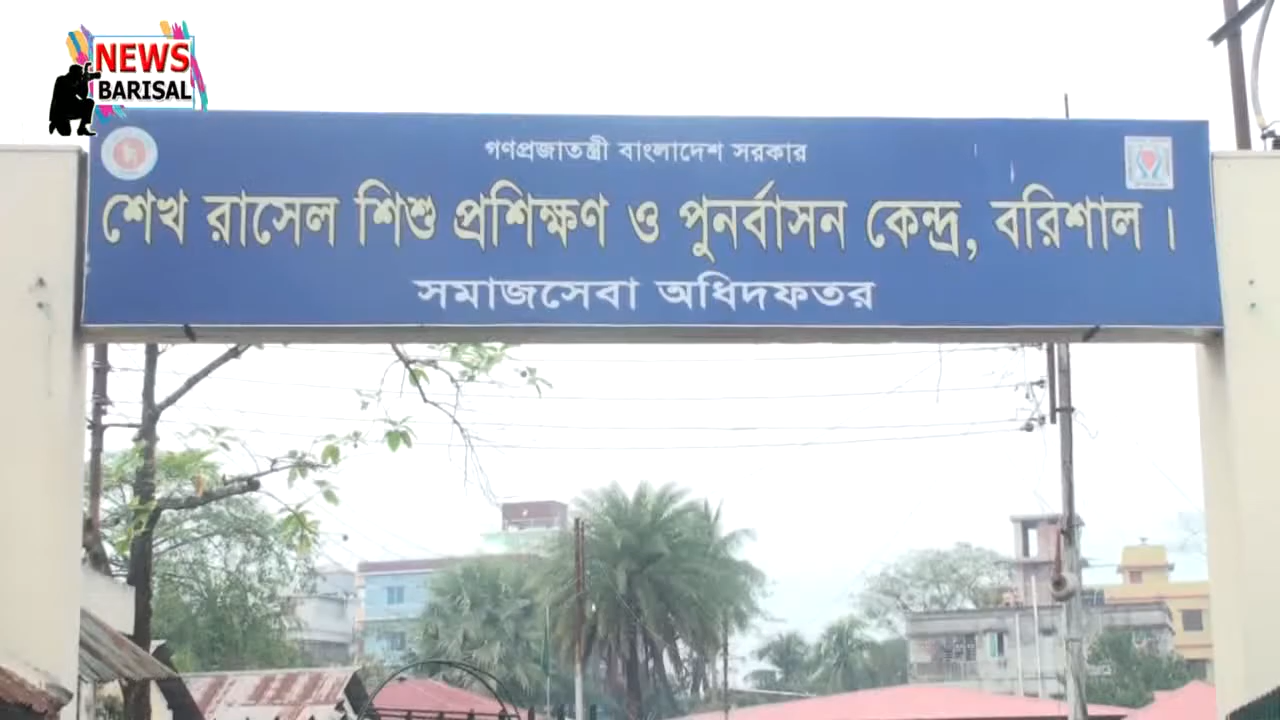 NEWS
BARISAL
গণপ্রজাতন্ত্রী বাংলাদেশ সরকার
শেখ রাসেল শিশু প্রশিক্ষণ ও পুনর্বাসন কেন্দ্র, বরিশাল ।
সমাজসেবা অধিদফতর